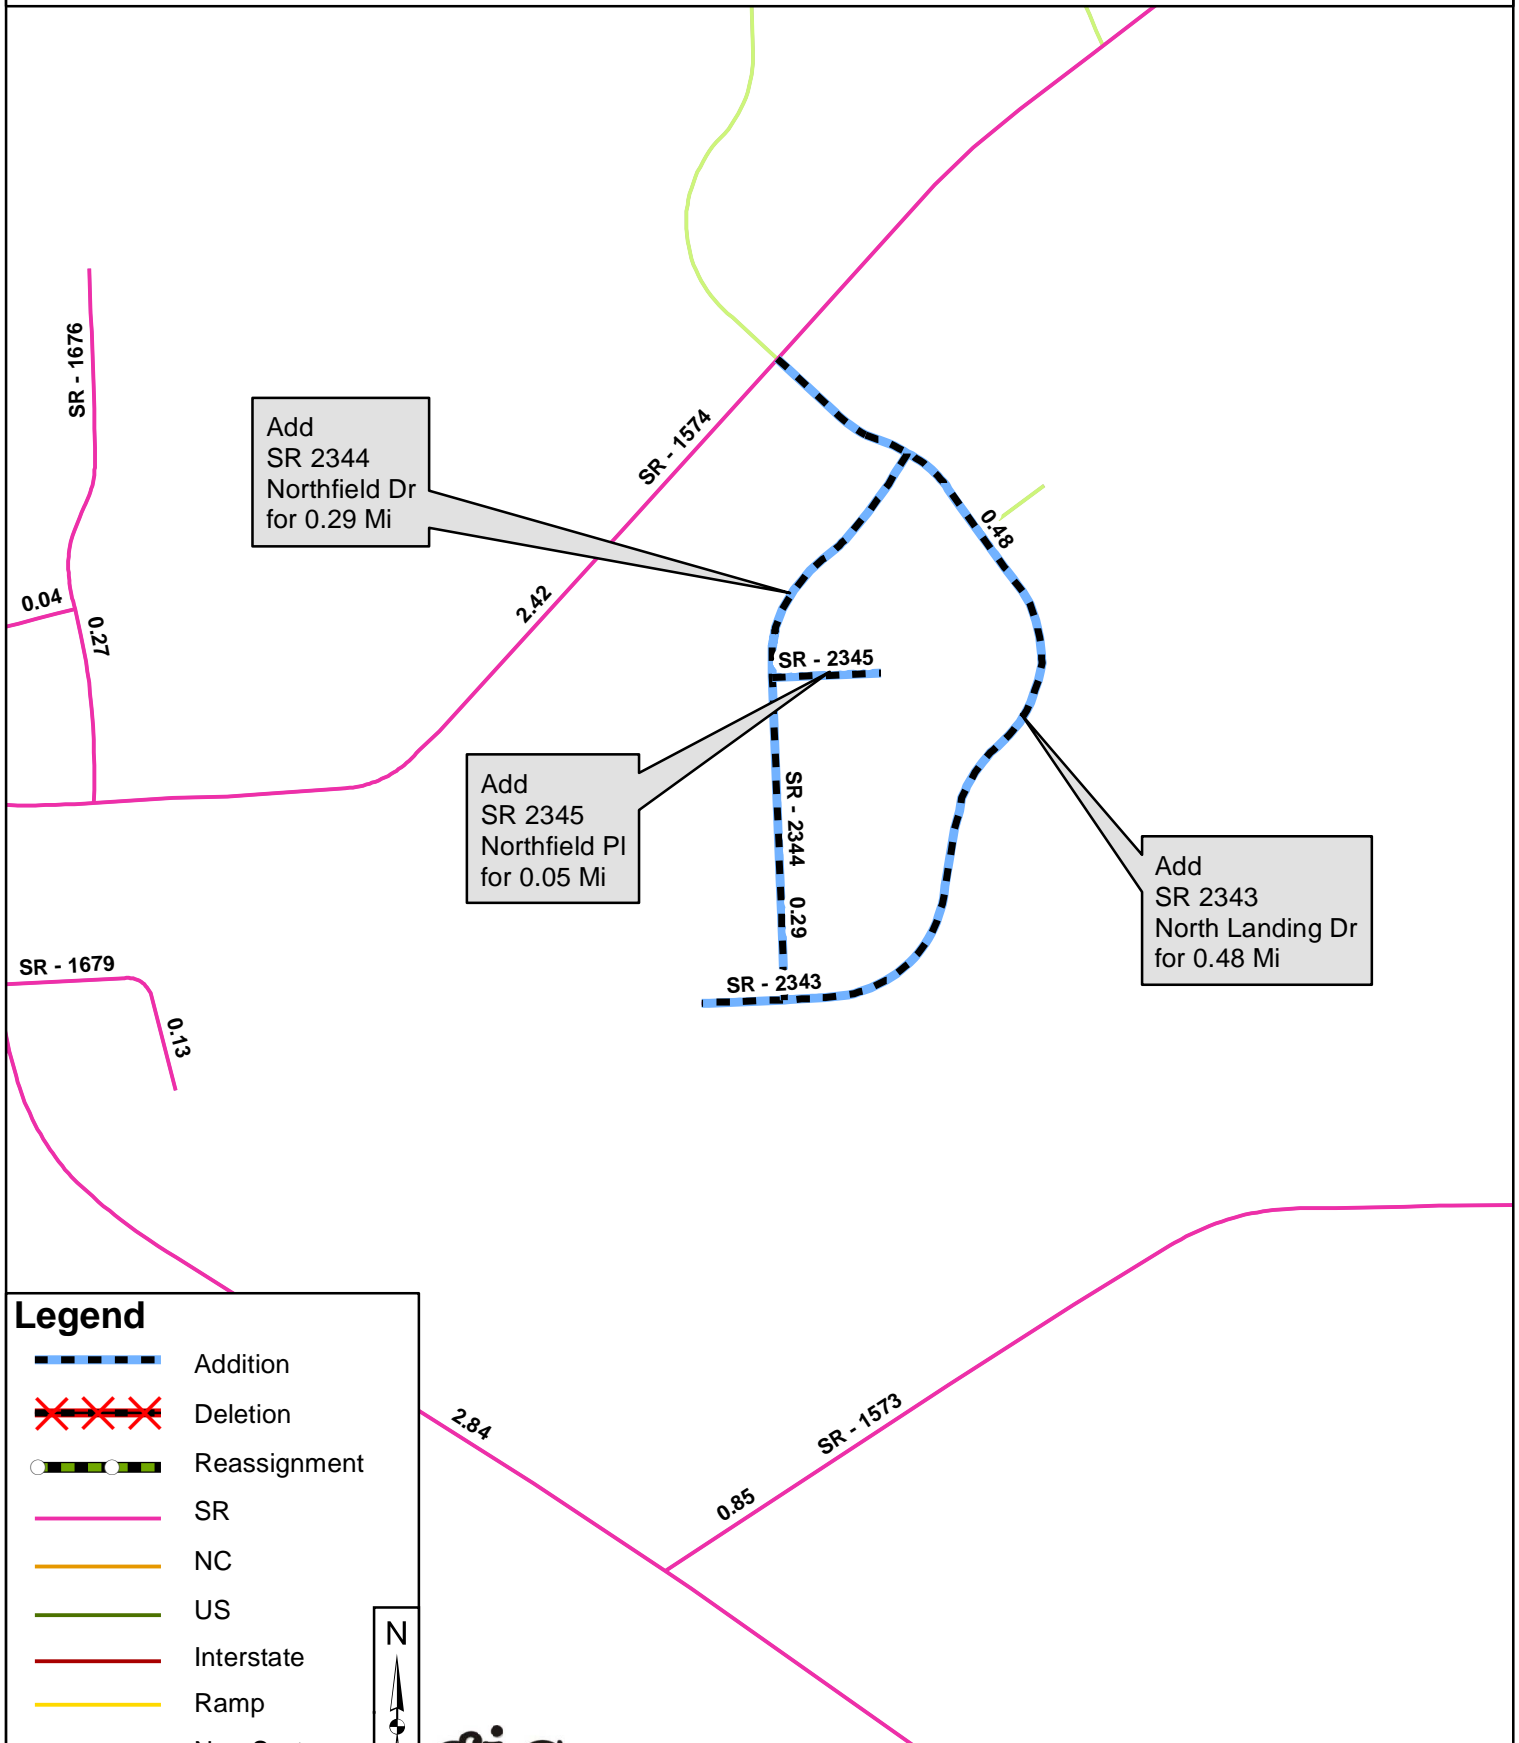 SR - 1676
Add
SR 2344
Northfield Dr
for 0.29 Mi
SR - 1574
0.48
2.42
0.04
0.27
SR - 2345
Add
SR 2345
Northfield Pl
for 0.05 Mi
SR - 2344
0.29
Add
SR 2343
North Landing Dr
for 0.48 Mi
SR - 1679
SR - 2343
0.13
Legend
Addition
Deletion
Reassignment
SR
NC
US
Interstate
Ramp
N
2.84
SR - 1573
0.85